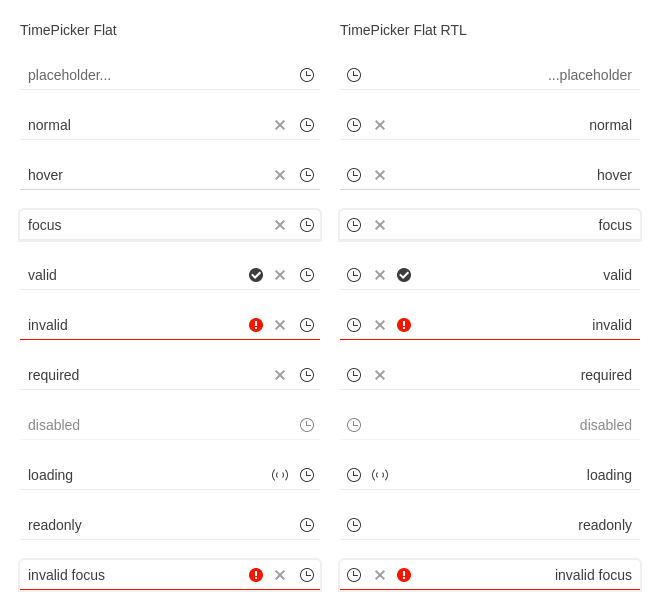 TimePicker Flat
placeholder...
normal
hover
focus
valid
invalid
required
disabled
loading
readonly
invalid focus
TimePicker Flat RTL
...placeholder
normal
hover
focus
valid
invalid
required
disabled
loading
readonly
invalid focus